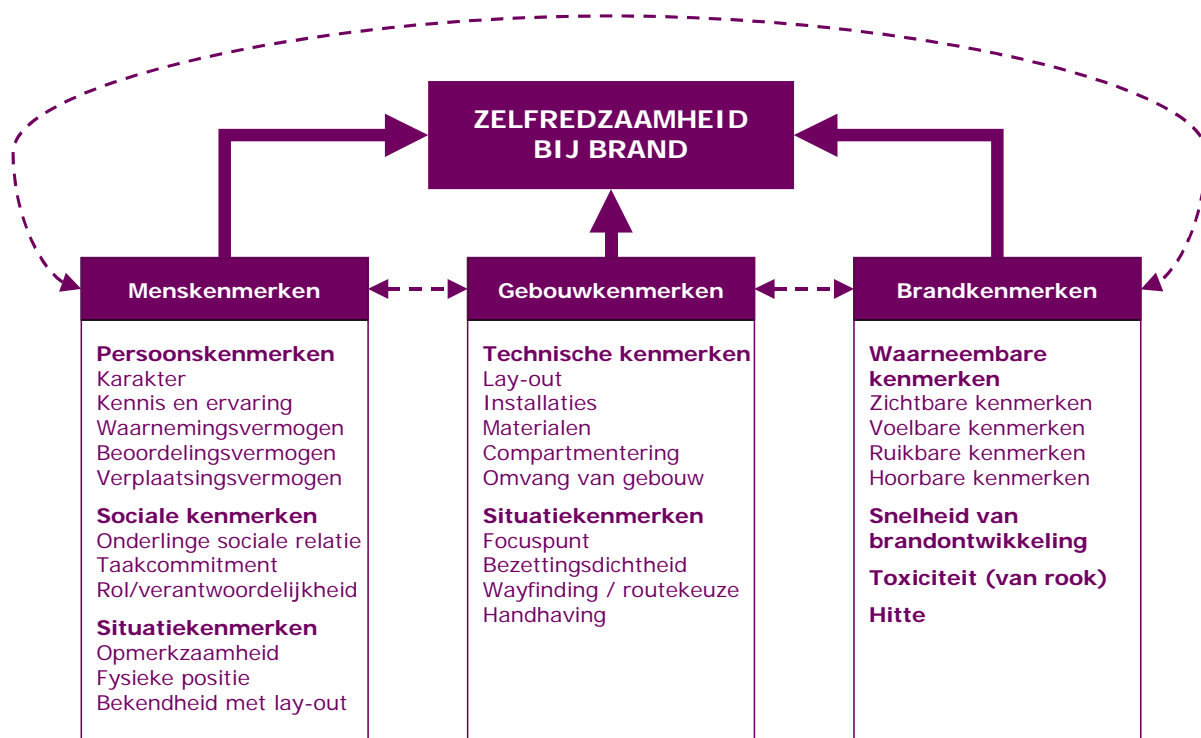 ZELFREDZAAMHEID
BIJ BRAND
Menskenmerken
Persoonskenmerken
Karakter
Kennis en ervaring
Waarnemingsvermogen
Beoordelingsvermogen
Verplaatsingsvermogen
Sociale kenmerken
Onderlinge sociale relatie
Taakcommitment
Rol/verantwoordelijkheid
Situatiekenmerken
Opmerkzaamheid
Fysieke positie
Bekendheid met lay-out
Gebouwkenmerken
Technische kenmerken
Lay-out
Installaties
Materialen
Compartmentering
Omvang van gebouw
Situatiekenmerken
Focuspunt
Bezettingsdichtheid
Wayfinding / routekeuze
Handhaving
Brandkenmerken
Waarneembare
kenmerken
Zichtbare kenmerken
Voelbare kenmerken
Ruikbare kenmerken
Hoorbare kenmerken
Snelheid van
brandontwikkeling
Toxiciteit (van rook)
Hitte